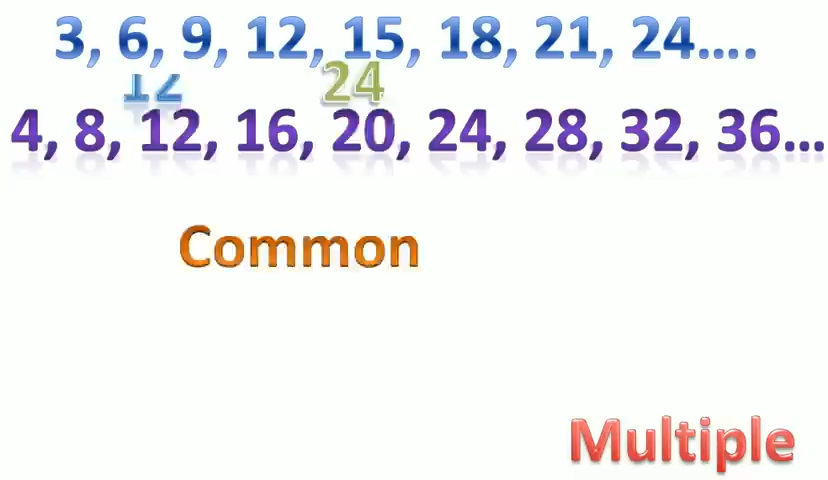 3, 6, 9, 12, 15, 18, 21, 24....
12 24
4, 8, 12, 16, 20, 24, 28, 32, 36...
Common
Multiple